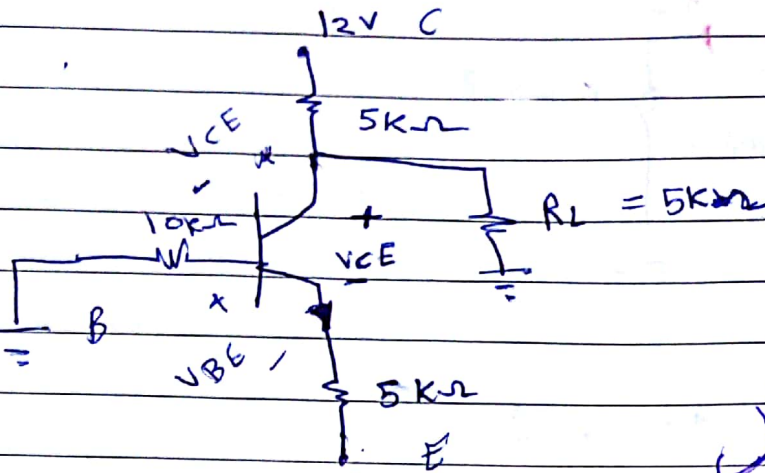 12V C
5KΩ
VCE
10KΩ
+
RL = 5KΩ
VCE
-
B
VBE
5KΩ
E